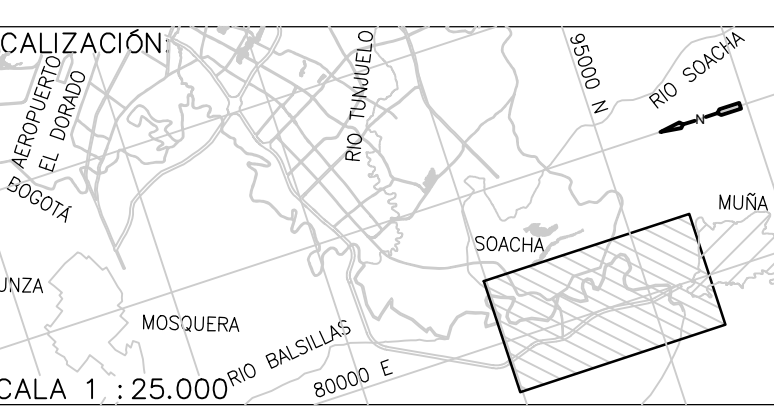 CALIZACIÓN:
AEROPUERTO
EL DORADO
BOGOTÁ
RIO TUNJUELO
95000 N
RIO SOACHA
N
MUÑA
SOACHA
UNZA
MOSQUERA
RIO BALSILLAS
80000 E
CALA 1 : 25.000